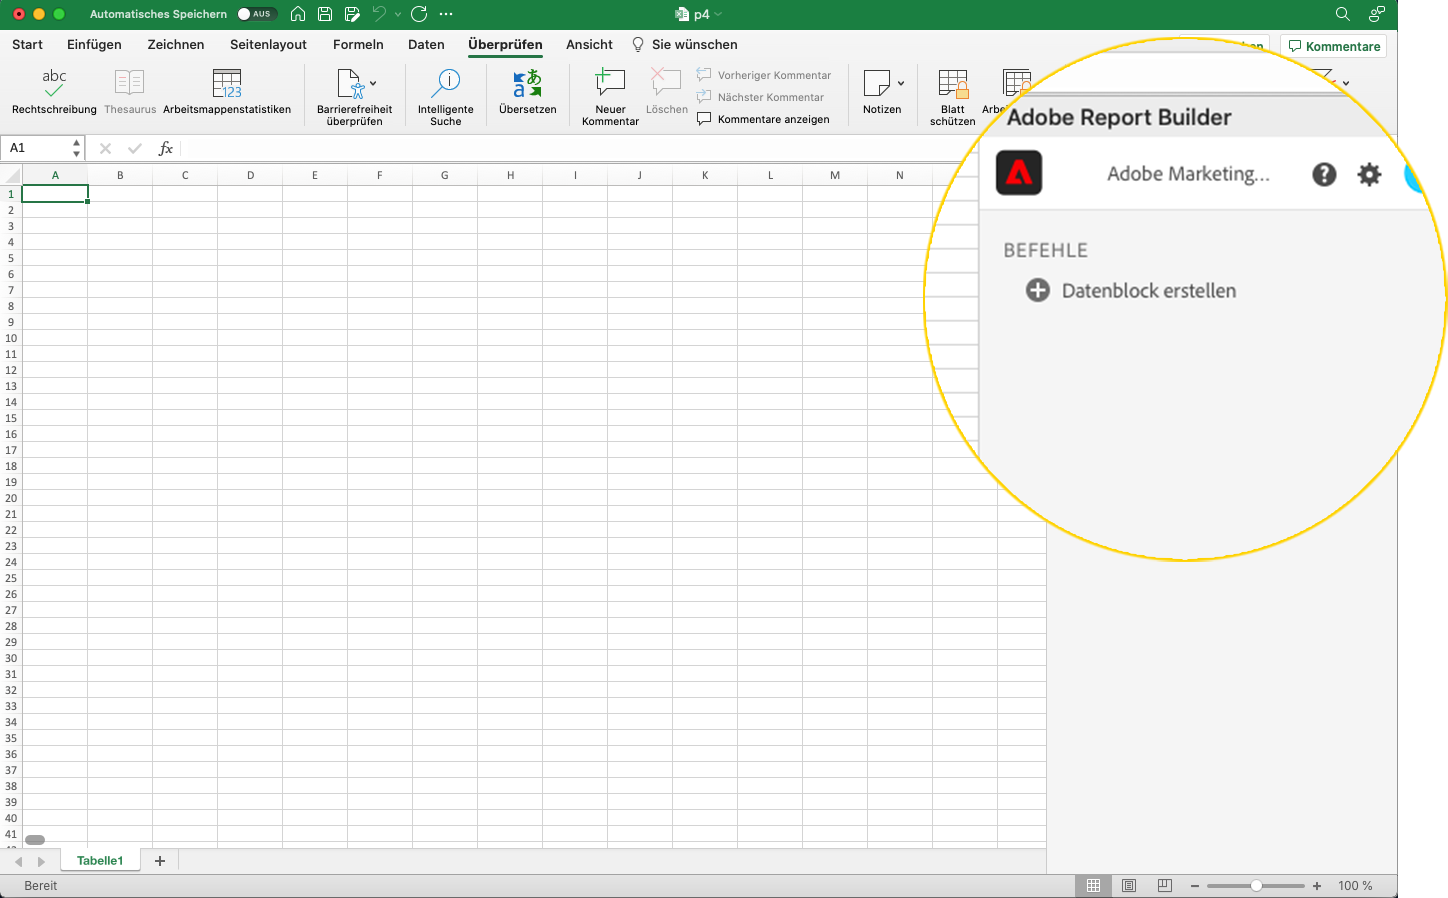 Automatisches Speichern AUS p4
Start Einfügen Zeichnen Seitenlayout Formeln Daten Überprüfen Ansicht Sie wünschen Kommentare
abc
Rechtschreibung Thesaurus 123 Arbeitsmappenstatistiken Barrierefreiheit überprüfen Intelligente Suche Übersetzen Neuer Kommentar Löschen
Vorheriger Kommentar
Nächster Kommentar
Kommentare anzeigen
Notizen Blatt schützen
A1 fx
A B C D E F G H I J K L M N
1
2
3
4
5
6
7
8
9
10
11
12
13
14
15
16
17
18
19
20
21
22
23
24
25
26
27
28
29
30
31
32
33
34
35
36
37
38
39
40
41
Adobe Report Builder
Adobe Marketing...
BEFEHLE
Datenblock erstellen
Tabelle1
Bereit 100 %